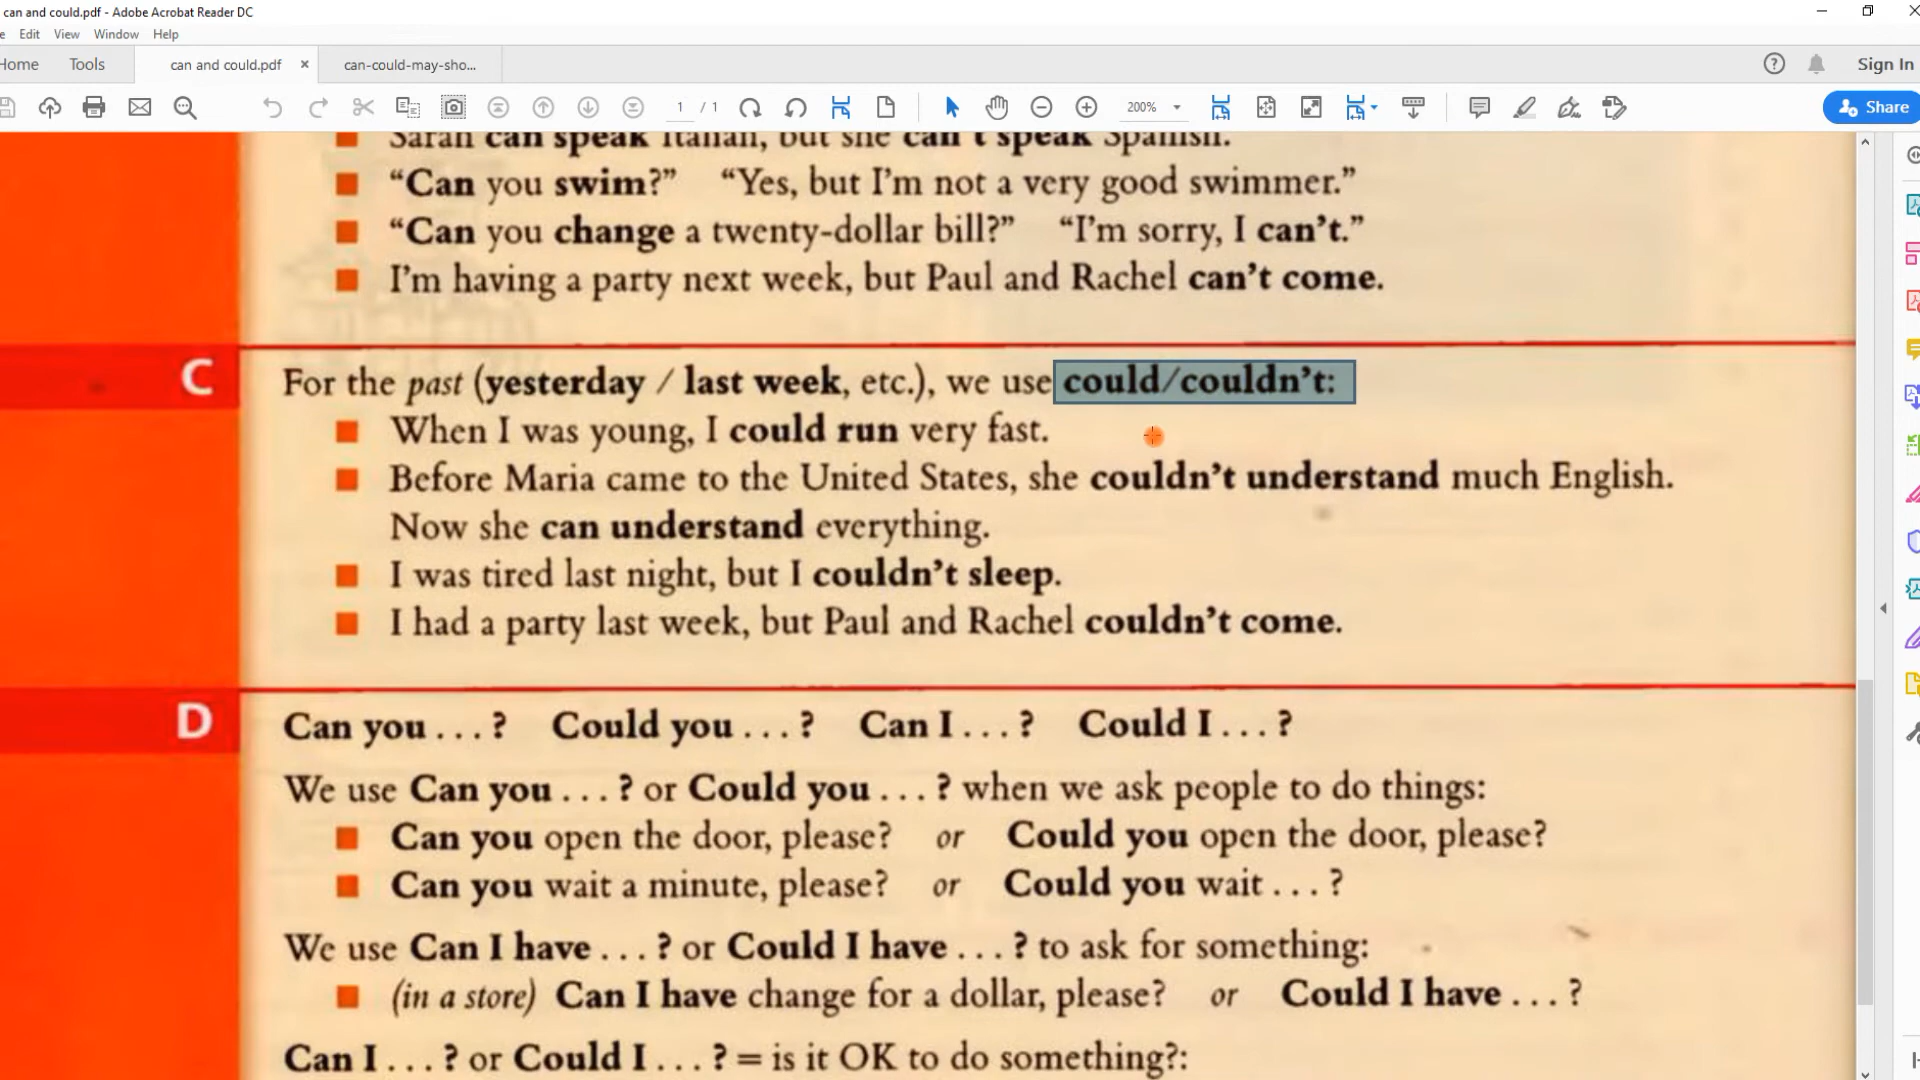 can and could.pdf - Adobe Acrobat Reader DC
Edit View Window Help
Home Tools can and could.pdf × can-could-may-sho... Sign In
1 / 1 200% Share
Sarah can speak Italian, but she can't speak Spanish.
“Can you swim?” “Yes, but I'm not a very good swimmer.”
“Can you change a twenty-dollar bill?” “I'm sorry, I can't.”
I'm having a party next week, but Paul and Rachel can't come.
C
For the past (yesterday / last week, etc.), we use could/couldn't:
When I was young, I could run very fast.
Before Maria came to the United States, she couldn't understand much English.
Now she can understand everything.
I was tired last night, but I couldn't sleep.
I had a party last week, but Paul and Rachel couldn't come.
D
Can you . . . ? Could you . . . ? Can I . . . ? Could I . . . ?
We use Can you . . . ? or Could you . . . ? when we ask people to do things:
Can you open the door, please? or Could you open the door, please?
Can you wait a minute, please? or Could you wait . . . ?
We use Can I have . . . ? or Could I have . . . ? to ask for something:
(in a store) Can I have change for a dollar, please? or Could I have . . . ?
Can I . . . ? or Could I . . . ? = is it OK to do something?: